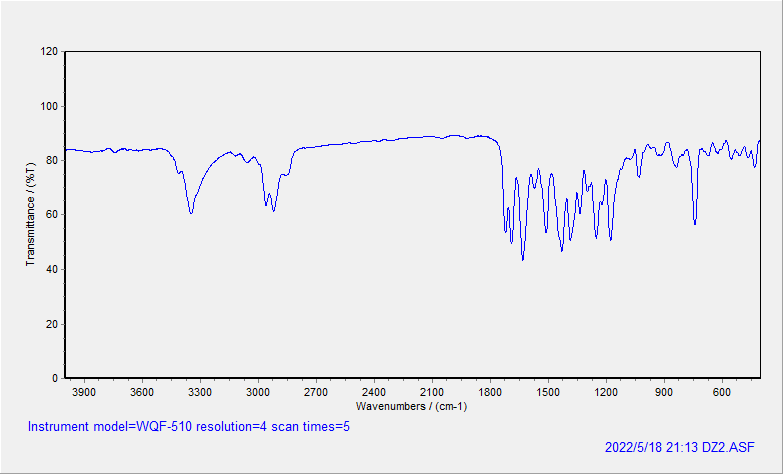 120
100
80
60
40
20
0
Transmittance / (%T)
3900 3600 3300 3000 2700 2400 2100 1800 1500 1200 900 600
Wavenumbers / (cm-1)
Instrument model=WQF-510 resolution=4 scan times=5
2022/5/18 21:13 DZ2.ASF